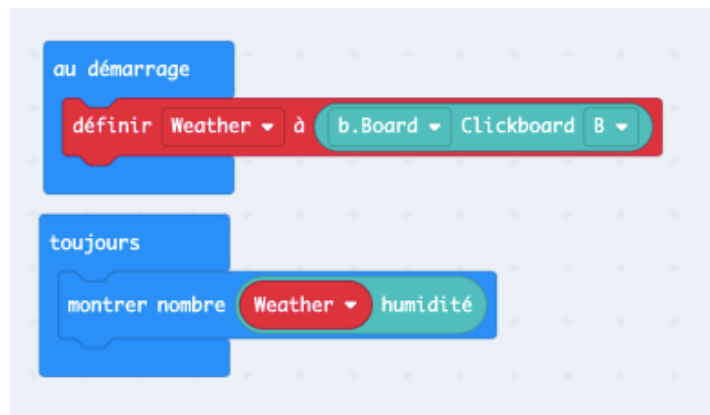 au démarrage
définir Weather à b.Board Clickboard B
toujours
montrer nombre Weather humidité